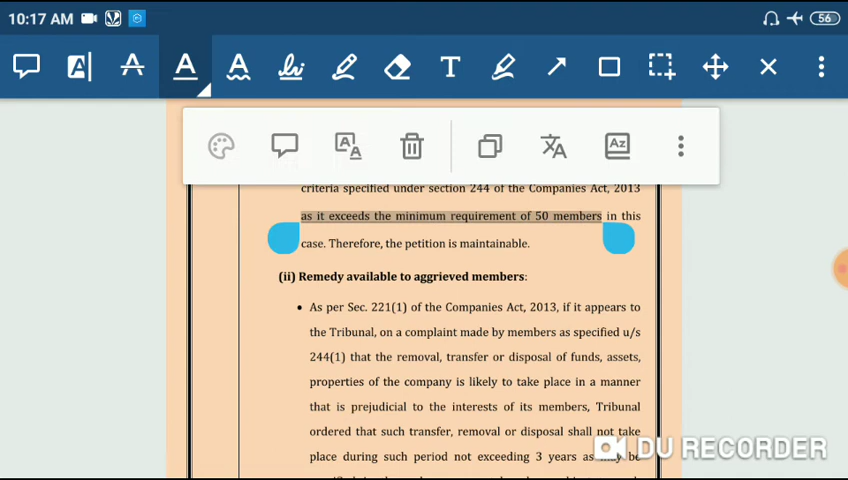 10:17 AM
56
criteria specified under section 244 of the Companies Act, 2013
as it exceeds the minimum requirement of 50 members in this
case. Therefore, the petition is maintainable.
(ii) Remedy available to aggrieved members:
• As per Sec. 221(1) of the Companies Act, 2013, if it appears to
the Tribunal, on a complaint made by members as specified u/s
244(1) that the removal, transfer or disposal of funds, assets,
properties of the company is likely to take place in a manner
that is prejudicial to the interests of its members, Tribunal
ordered that such transfer, removal or disposal shall not take
place during such period not exceeding 3 years as may be
DU RECORDER